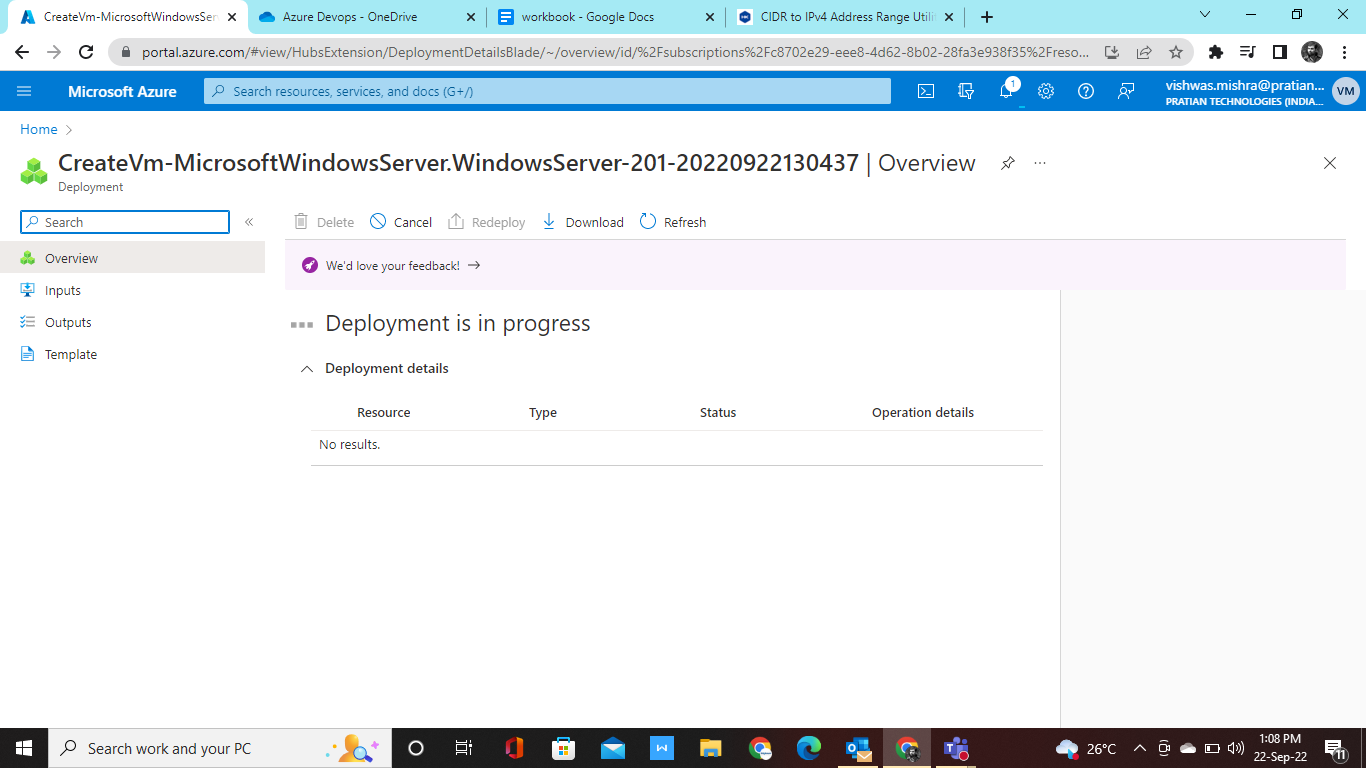 CreateVm-MicrosoftWindowsSer
Azure Devops - OneDrive
workbook - Google Docs
CIDR to IPv4 Address Range Utili
portal.azure.com/#view/HubsExtension/DeploymentDetailsBlade/~/overview/id/%2Fsubscriptions%2Fc8702e29-eee8-4d62-8b02-28fa3e938f35%2Freso...
Microsoft Azure
Search resources, services, and docs (G+/)
1
vishwas.mishra@pratian...
PRATIAN TECHNOLOGIES (INDIA...
VM
Home
CreateVm-MicrosoftWindowsServer.WindowsServer-201-20220922130437 | Overview
Deployment
Search
Delete
Cancel
Redeploy
Download
Refresh
Overview
Inputs
Outputs
Template
We'd love your feedback!
Deployment is in progress
Deployment details
Resource
Type
Status
Operation details
No results.
Search work and your PC
26°C
1:08 PM
22-Sep-22
11